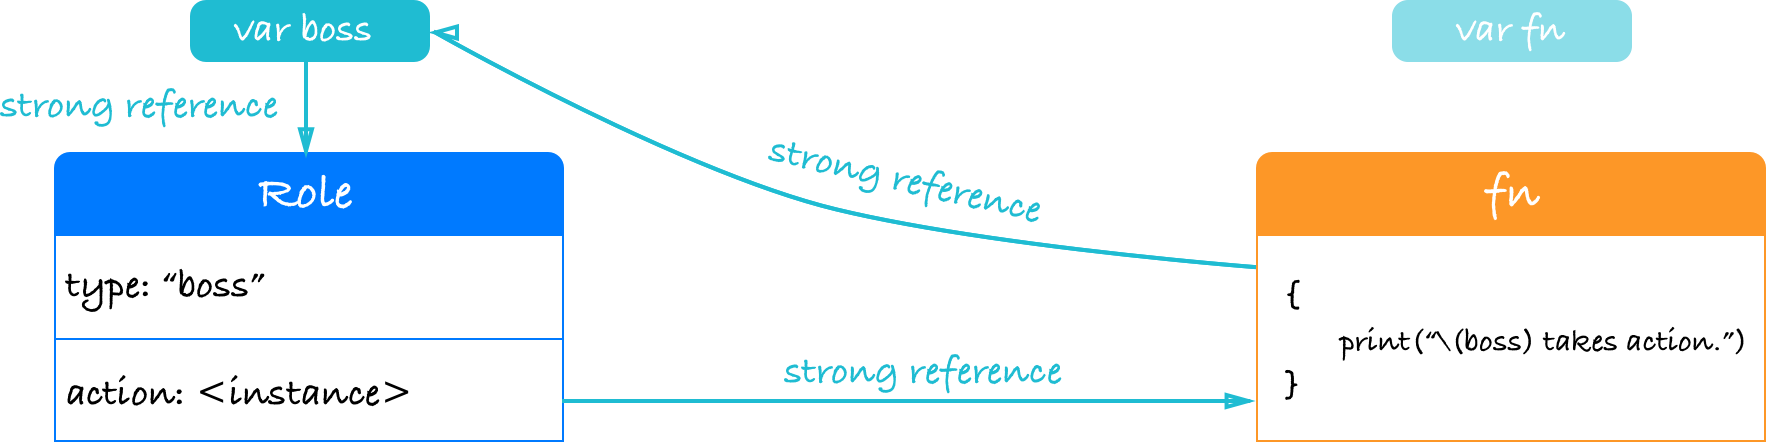 var boss
var fn
strong reference
strong reference
Role
fn
type: “boss”
{
print(“\(boss) takes action.”)
strong reference
}
action: <instance>